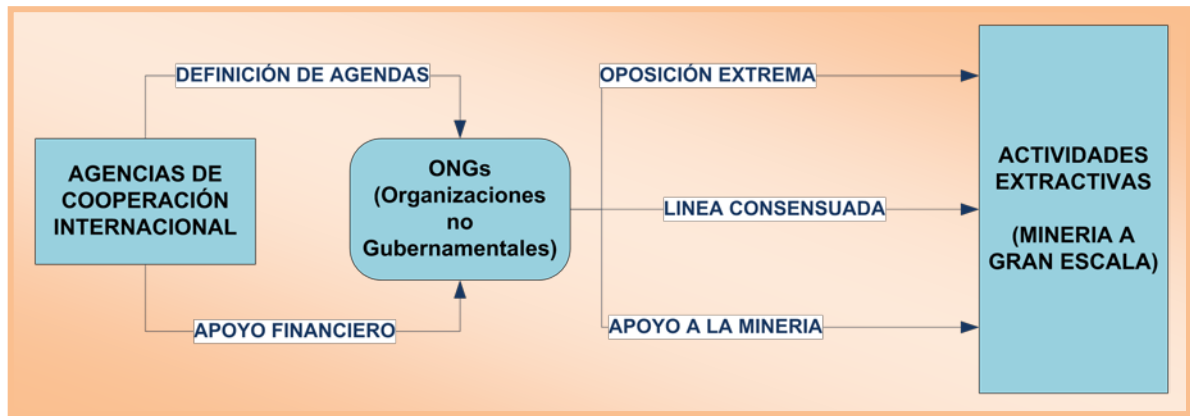 DEFINICIÓN DE AGENDAS
AGENCIAS DE
COOPERACIÓN
INTERNACIONAL
APOYO FINANCIERO
ONGs
(Organizaciones
no
Gubernamentales)
OPOSICIÓN EXTREMA
LINEA CONSENSUADA
APOYO A LA MINERIA
ACTIVIDADES
EXTRACTIVAS
(MINERIA A
GRAN ESCALA)